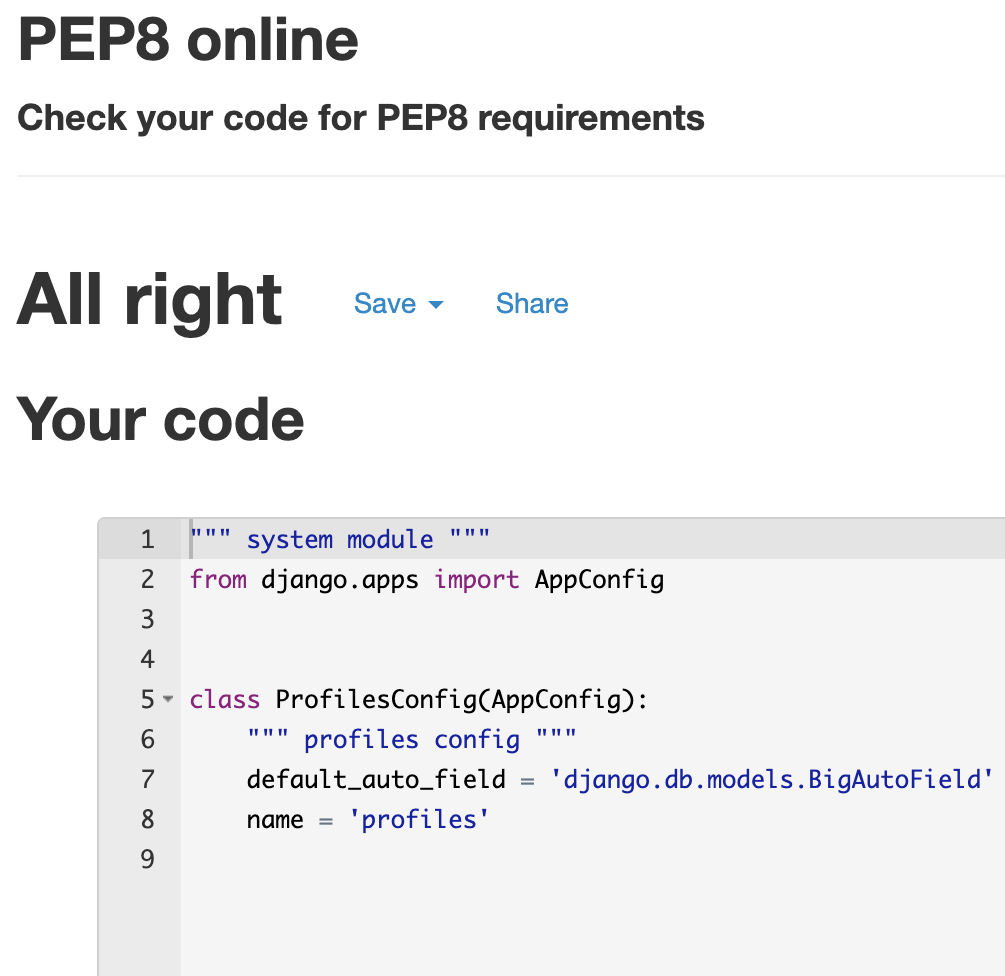 PEP8 online
Check your code for PEP8 requirements
All right Save Share
Your code
1 """ system module """
2 from django.apps import AppConfig
3
4
5 class ProfilesConfig(AppConfig):
6     """ profiles config """
7     default_auto_field = 'django.db.models.BigAutoField'
8     name = 'profiles'
9